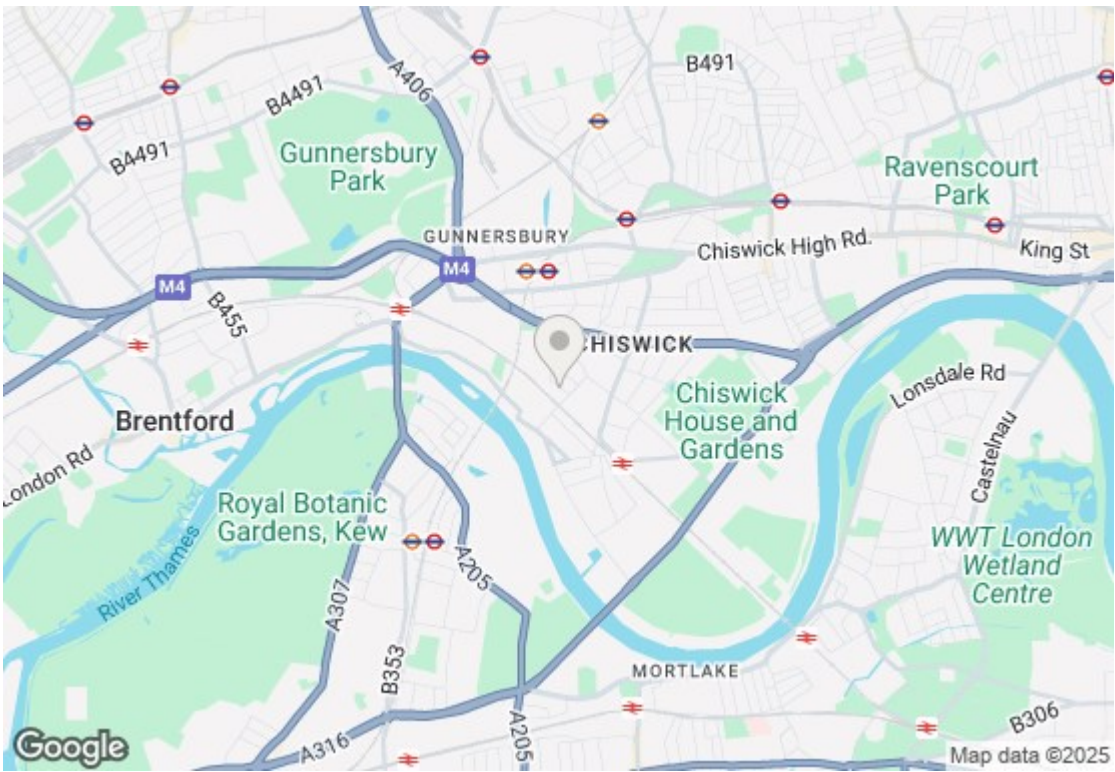 A406
B4491
B491
B4491
Gunnersbury
Park
Ravenscourt
Park
GUNNERSBURY
Chiswick High Rd.
King St
M4
M4
B455
CHISWICK
Lonsdale Rd
Chiswick
House and
Gardens
Brentford
Castelnau
London Rd
Royal Botanic
Gardens, Kew
WWT London
Wetland
Centre
River Thames
A205
A307
B353
MORTLAKE
A205
B306
A316
Google
Map data ©2025